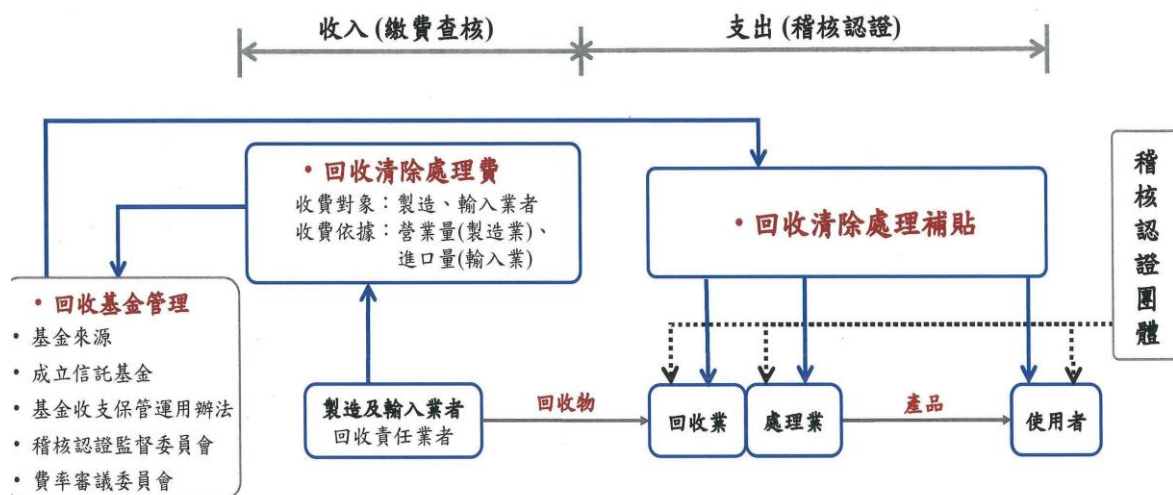 收入 (繳費查核)
支出 (稽核認證)
• 回收清除處理費
收費對象：製造、輸入業者
收費依據：營業量(製造業)、
進口量(輸入業)
• 回收清除處理補貼
稽核認證團體
• 回收基金管理
• 基金來源
• 成立信託基金
• 基金收支保管運用辦法
• 稽核認證監督委員會
• 費率審議委員會
製造及輸入業者
回收責任業者
回收物
回收業
處理業
產品
使用者